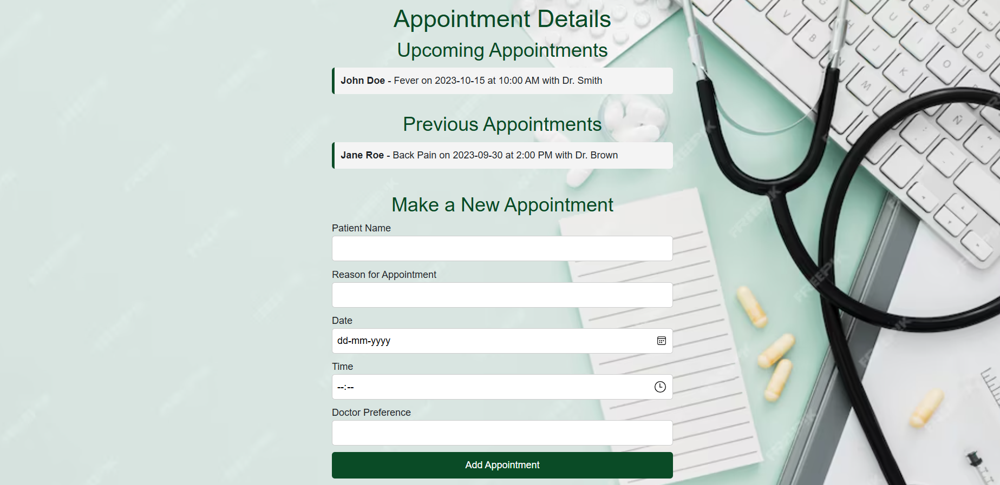 Appointment Details
Upcoming Appointments
John Doe - Fever on 2023-10-15 at 10:00 AM with Dr. Smith
Previous Appointments
Jane Roe - Back Pain on 2023-09-30 at 2:00 PM with Dr. Brown
Make a New Appointment
Patient Name
Reason for Appointment
Date
dd-mm-yyyy
Time
--:--
Doctor Preference
Add Appointment